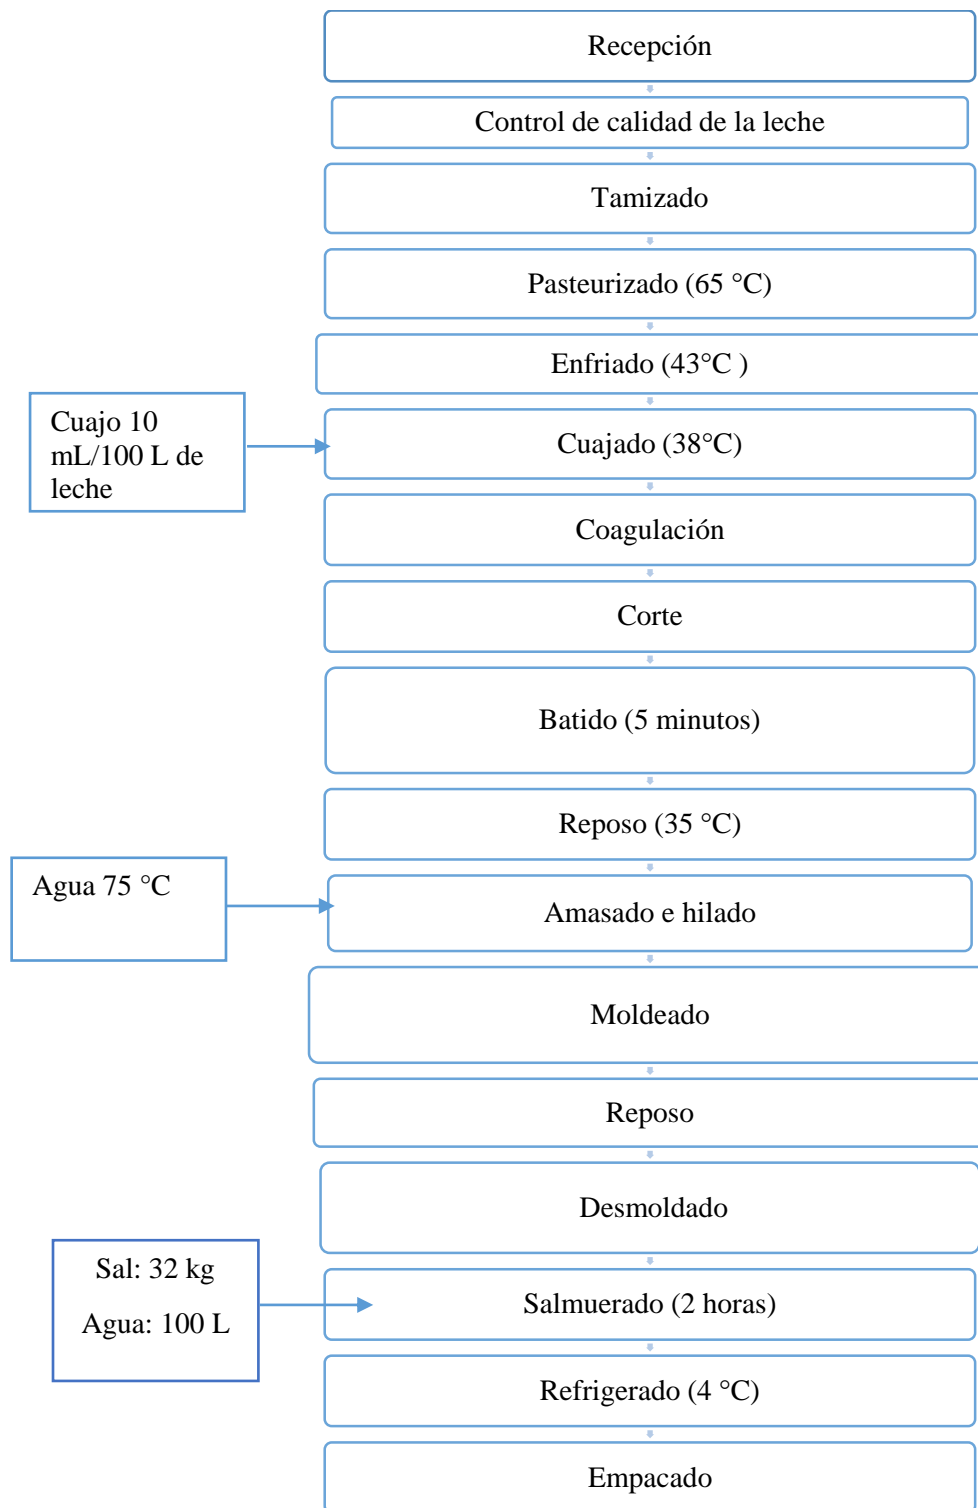 Recepción
Control de calidad de la leche
Tamizado
Pasteurizado (65 °C)
Enfriado (43°C )
Cuajo 10
mL/100 L de
leche
Cuajado (38°C)
Coagulación
Corte
Batido (5 minutos)
Reposo (35 °C)
Agua 75 °C
Amasado e hilado
Moldeado
Reposo
Desmoldado
Sal: 32 kg
Agua: 100 L
Salmuerado (2 horas)
Refrigerado (4 °C)
Empacado